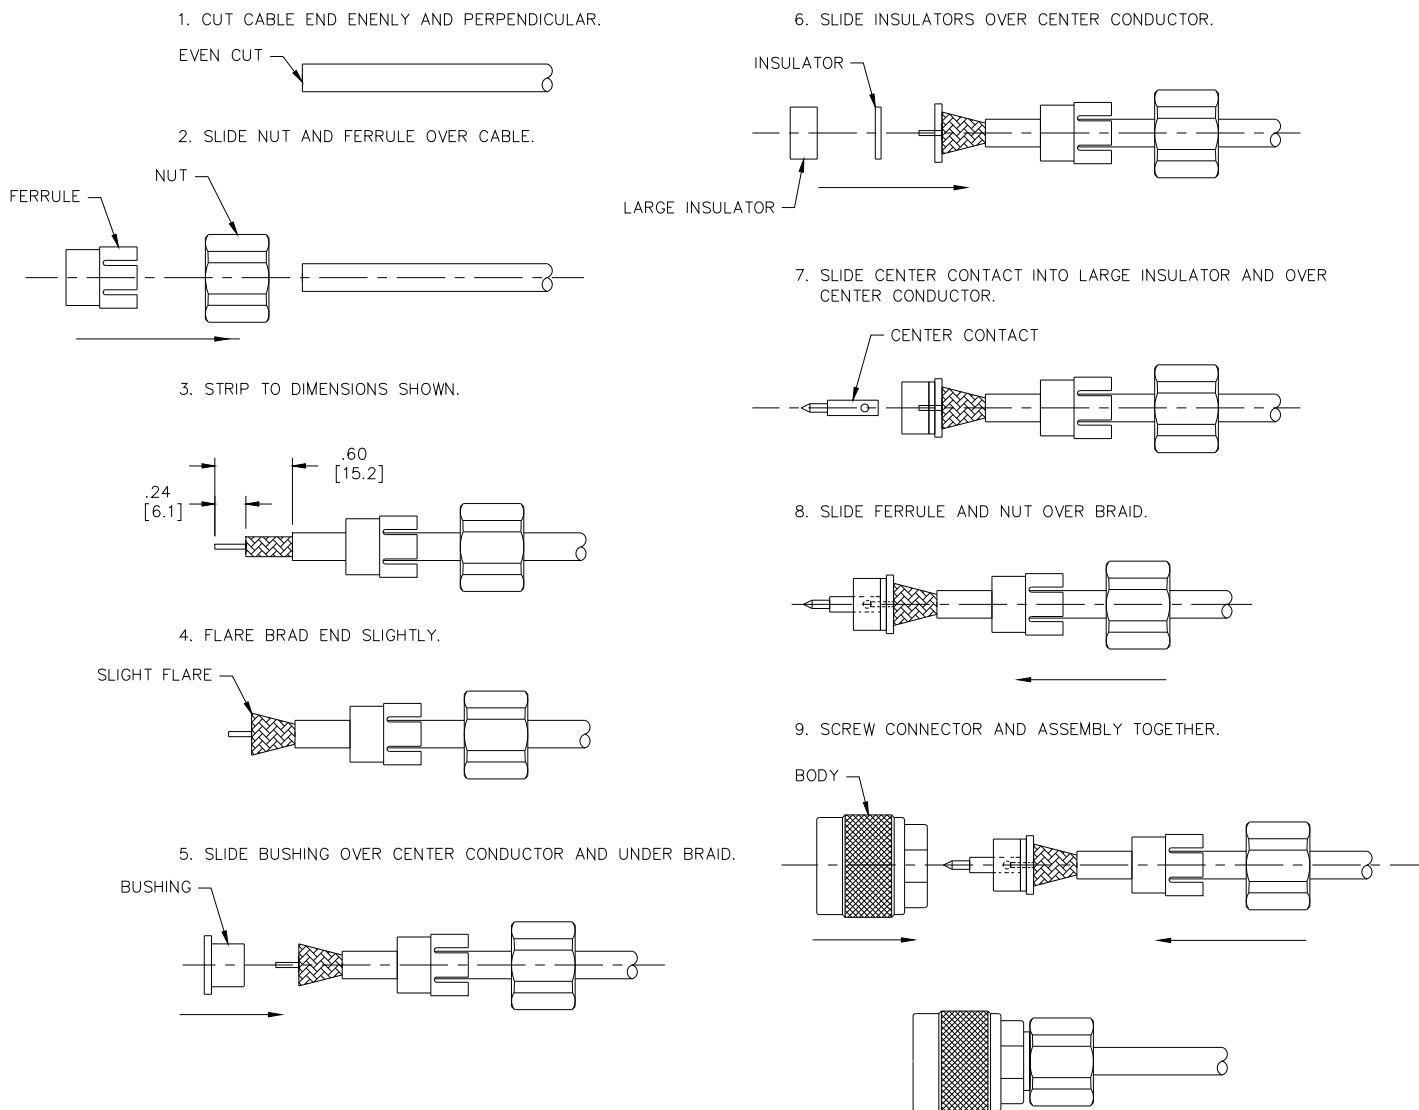 1. CUT CABLE END ENENLY AND PERPENDICULAR.
EVEN CUT
2. SLIDE NUT AND FERRULE OVER CABLE.
NUT
FERRULE
3. STRIP TO DIMENSIONS SHOWN.
.60
[15.2]
.24
[6.1]
4. FLARE BRAD END SLIGHTLY.
SLIGHT FLARE
5. SLIDE BUSHING OVER CENTER CONDUCTOR AND UNDER BRAID.
BUSHING
6. SLIDE INSULATORS OVER CENTER CONDUCTOR.
INSULATOR
LARGE INSULATOR
7. SLIDE CENTER CONTACT INTO LARGE INSULATOR AND OVER
CENTER CONDUCTOR.
CENTER CONTACT
8. SLIDE FERRULE AND NUT OVER BRAID.
9. SCREW CONNECTOR AND ASSEMBLY TOGETHER.
BODY